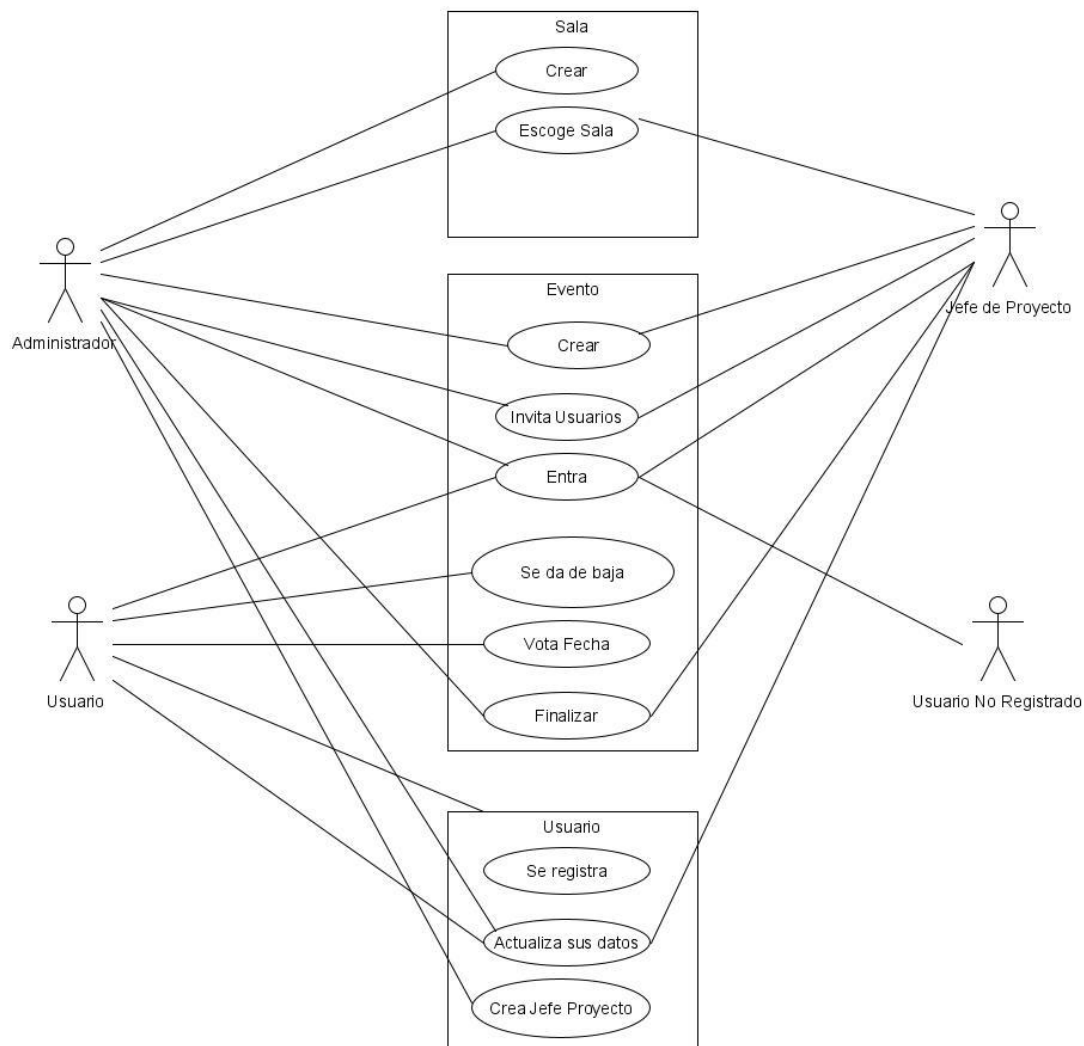 Sala
Crear
Escoge Sala
Administrador
Jefe de Proyecto
Evento
Crear
Invita Usuarios
Entra
Se da de baja
Vota Fecha
Finalizar
Usuario
Usuario No Registrado
Usuario
Se registra
Actualiza sus datos
Crea Jefe Proyecto